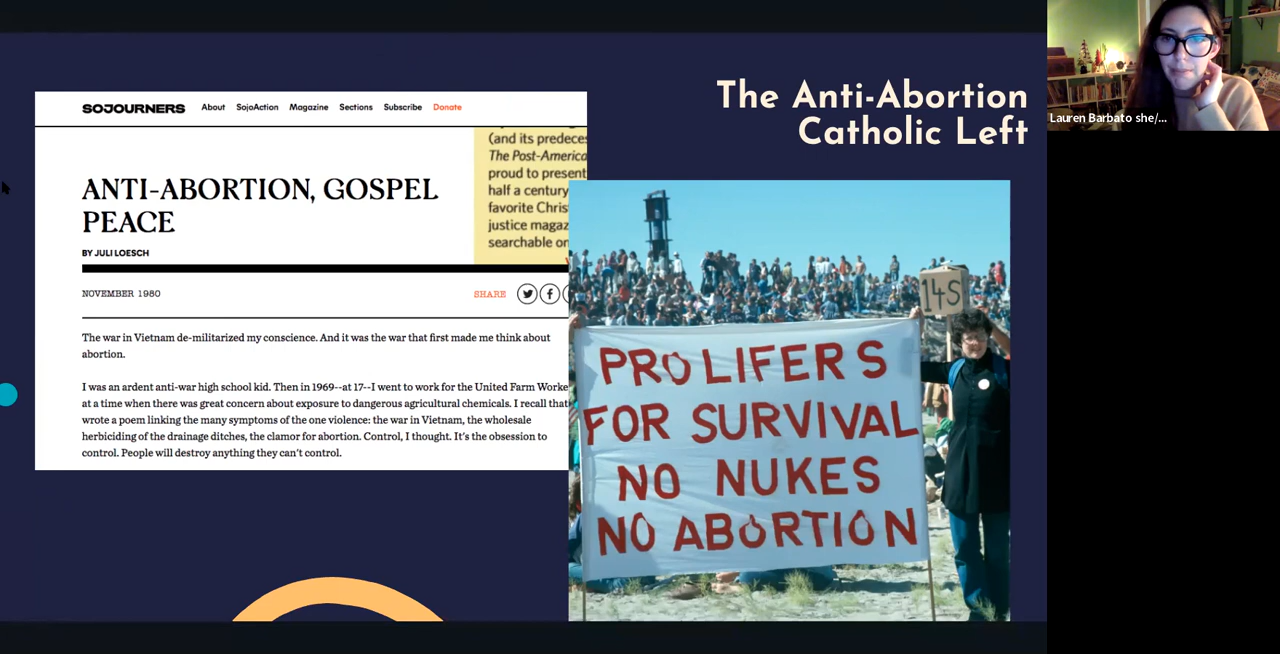 The Anti-Abortion
Catholic Left
SOJOURNERS About SojoAction Magazine Sections Subscribe Donate
(and its predeces
The Post-America
proud to present
half a century
favorite Chris
justice magaz
searchable on
ANTI-ABORTION, GOSPEL
PEACE
BY JULI LOESCH
NOVEMBER 1980
SHARE
The war in Vietnam de-militarized my conscience. And it was the war that first made me think about
abortion.
I was an ardent anti-war high school kid. Then in 1969--at 17--I went to work for the United Farm Worke
at a time when there was great concern about exposure to dangerous agricultural chemicals. I recall that
wrote a poem linking the many symptoms of the one violence: the war in Vietnam, the wholesale
herbiciding of the drainage ditches, the clamor for abortion. Control, I thought. It's the obsession to
control. People will destroy anything they can't control.
145
PROLIFERS
FOR SURVIVAL
NO NUKES
NO ABORTION
Lauren Barbato she/...